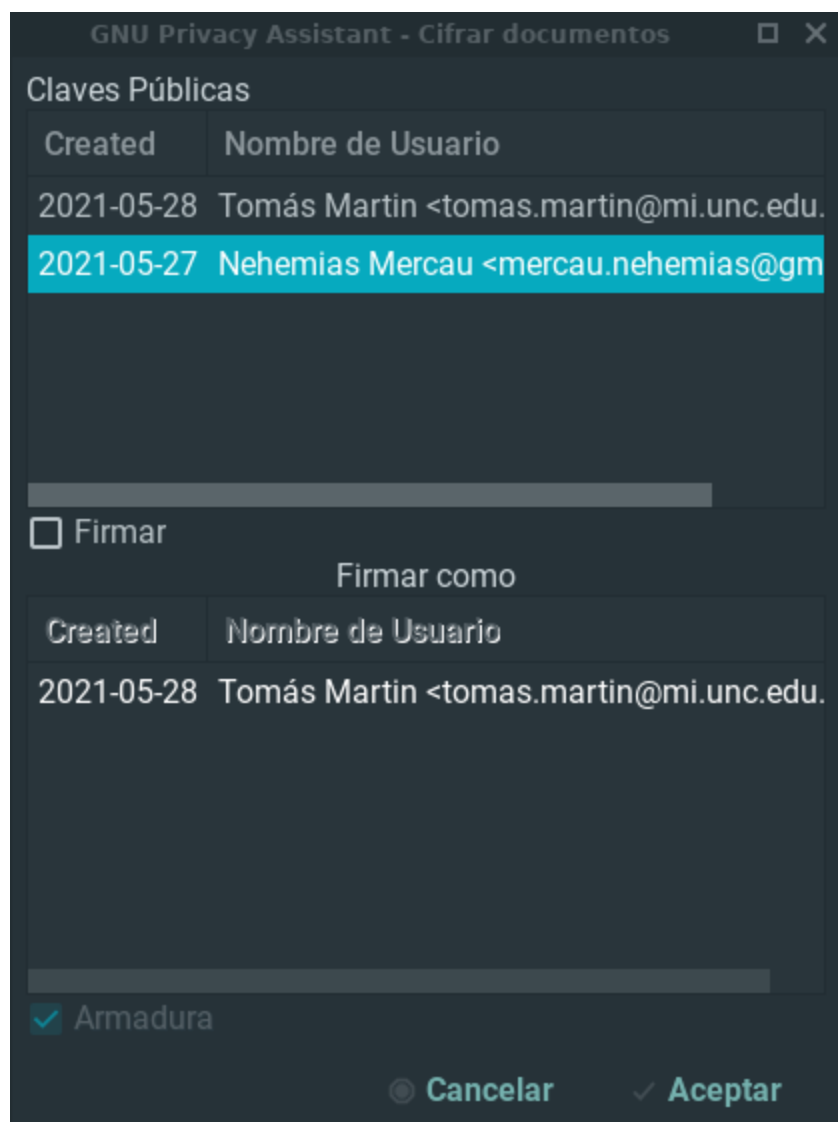 GNU Privacy Assistant - Cifrar documentos
Claves Públicas
Created Nombre de Usuario
2021-05-28 Tomás Martin <tomas.martin@mi.unc.edu.
2021-05-27 Nehemias Mercau <mercau.nehemias@gm
Firmar
Firmar como
Created Nombre de Usuario
2021-05-28 Tomás Martin <tomas.martin@mi.unc.edu.
Armadura
Cancelar Aceptar